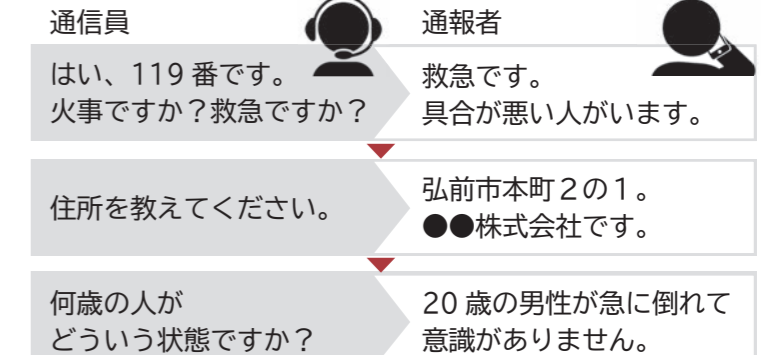 通信員
通報者
はい、119番です。
火事ですか？救急ですか？
救急です。
具合が悪い人がいます。
住所を教えてください。
弘前市本町２の１。
●●株式会社です。
何歳の人が
どういう状態ですか？
20歳の男性が急に倒れて
意識がありません。